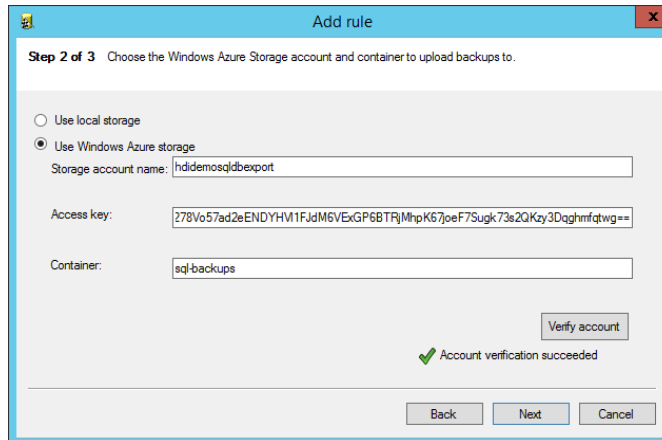 Add rule
x
Step 2 of 3 Choose the Windows Azure Storage account and container to upload backups to.
Use local storage
Use Windows Azure storage
Storage account name: hdidemosqldbexport
Access key: 278Vo57ad2eENDYHVI1FJdM6VExGP6BTRjMhpK67joeF7Sugk73s2QKzy3Dqghmfqtwg==
Container: sql-backups
Verify account
Account verification succeeded
Back Next Cancel